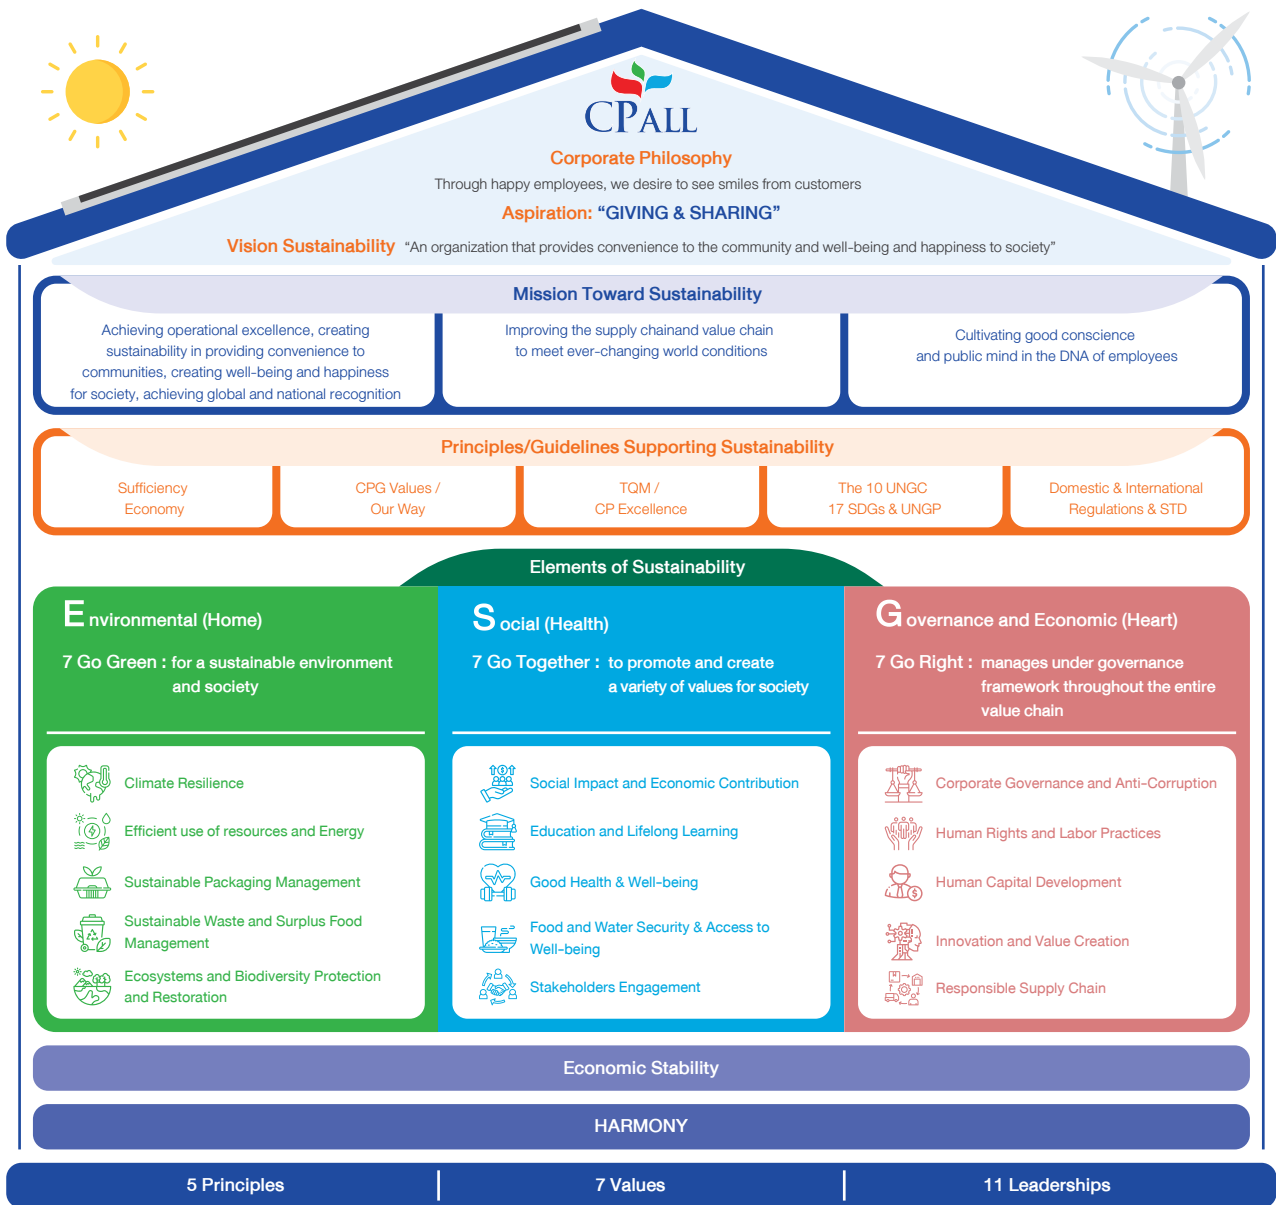 CPALL
Corporate Philosophy
Through happy employees, we desire to see smiles from customers
Aspiration: “GIVING & SHARING”
Vision Sustainability “An organization that provides convenience to the community and well-being and happiness to society”
Mission Toward Sustainability
Achieving operational excellence, creating
sustainability in providing convenience to
communities, creating well-being and happiness
for society, achieving global and national recognition
Improving the supply chainand value chain
to meet ever-changing world conditions
Cultivating good conscience
and public mind in the DNA of employees
Principles/Guidelines Supporting Sustainability
Sufficiency
Economy
CPG Values /
Our Way
TQM /
CP Excellence
The 10 UNGC
17 SDGs & UNGP
Domestic & International
Regulations & STD
Elements of Sustainability
Environmental (Home)
7 Go Green : for a sustainable environment
and society
Climate Resilience
Efficient use of resources and Energy
Sustainable Packaging Management
Sustainable Waste and Surplus Food
Management
Ecosystems and Biodiversity Protection
and Restoration
Social (Health)
7 Go Together : to promote and create
a variety of values for society
Social Impact and Economic Contribution
Education and Lifelong Learning
Good Health & Well-being
Food and Water Security & Access to
Well-being
Stakeholders Engagement
Governance and Economic (Heart)
7 Go Right : manages under governance
framework throughout the entire
value chain
Corporate Governance and Anti-Corruption
Human Rights and Labor Practices
Human Capital Development
Innovation and Value Creation
Responsible Supply Chain
Economic Stability
HARMONY
5 Principles
7 Values
11 Leaderships